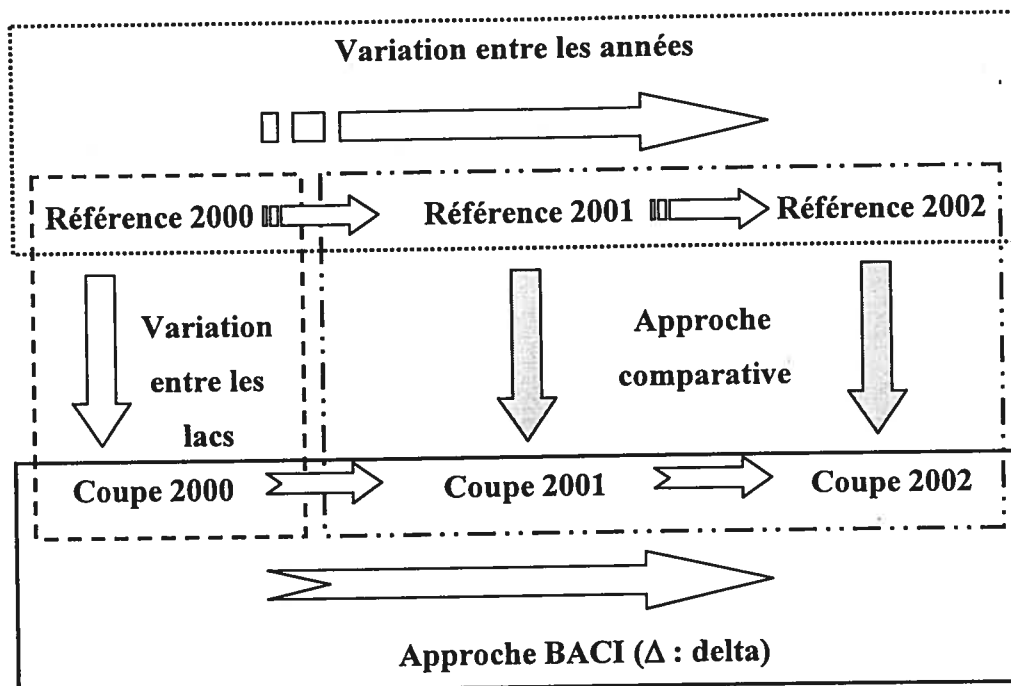 Variation entre les années
Référence 2000 Référence 2001 Référence 2002
Variation
entre les
lacs
Approche
comparative
Coupe 2000 Coupe 2001 Coupe 2002
Approche BACI (Δ : delta)